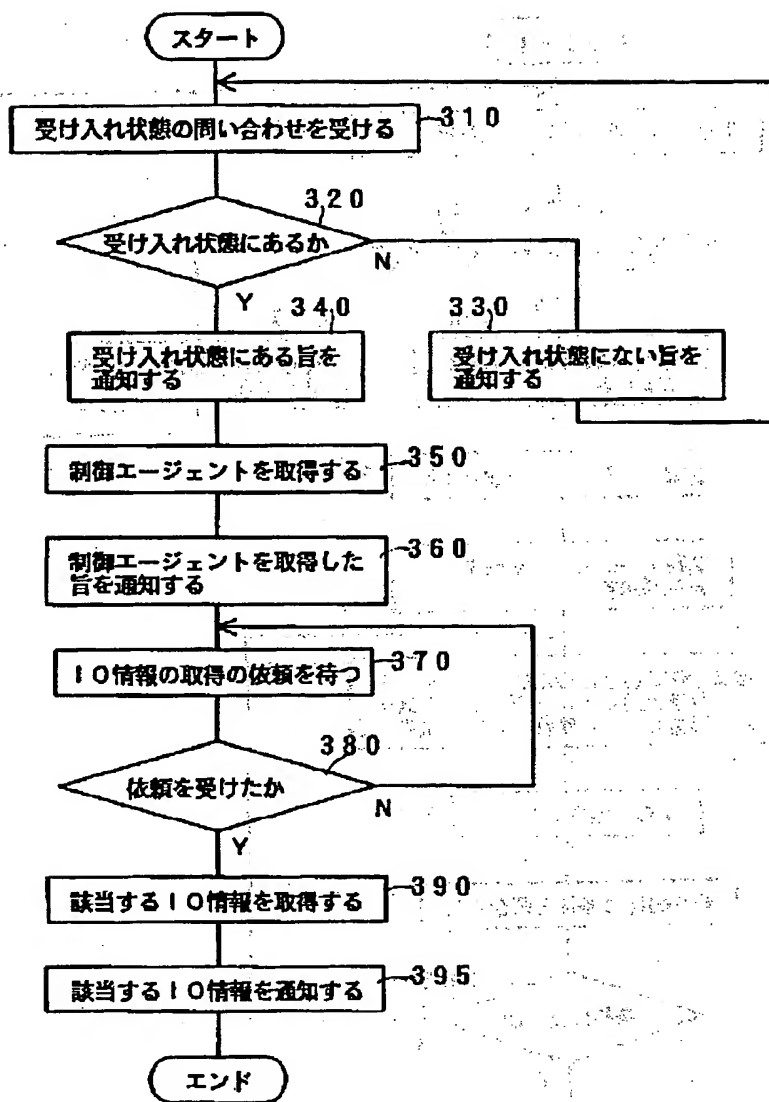 スタート
受け入れ状態の問い合わせを受ける
310
320
受け入れ状態にあるか
N
Y
340
330
受け入れ状態にある旨を
通知する
受け入れ状態にない旨を
通知する
制御エージェントを取得する
350
制御エージェントを取得した
旨を通知する
360
IO情報の取得の依頼を待つ
370
380
依頼を受けたか
N
Y
該当するIO情報を取得する
390
該当するIO情報を通知する
395
エンド